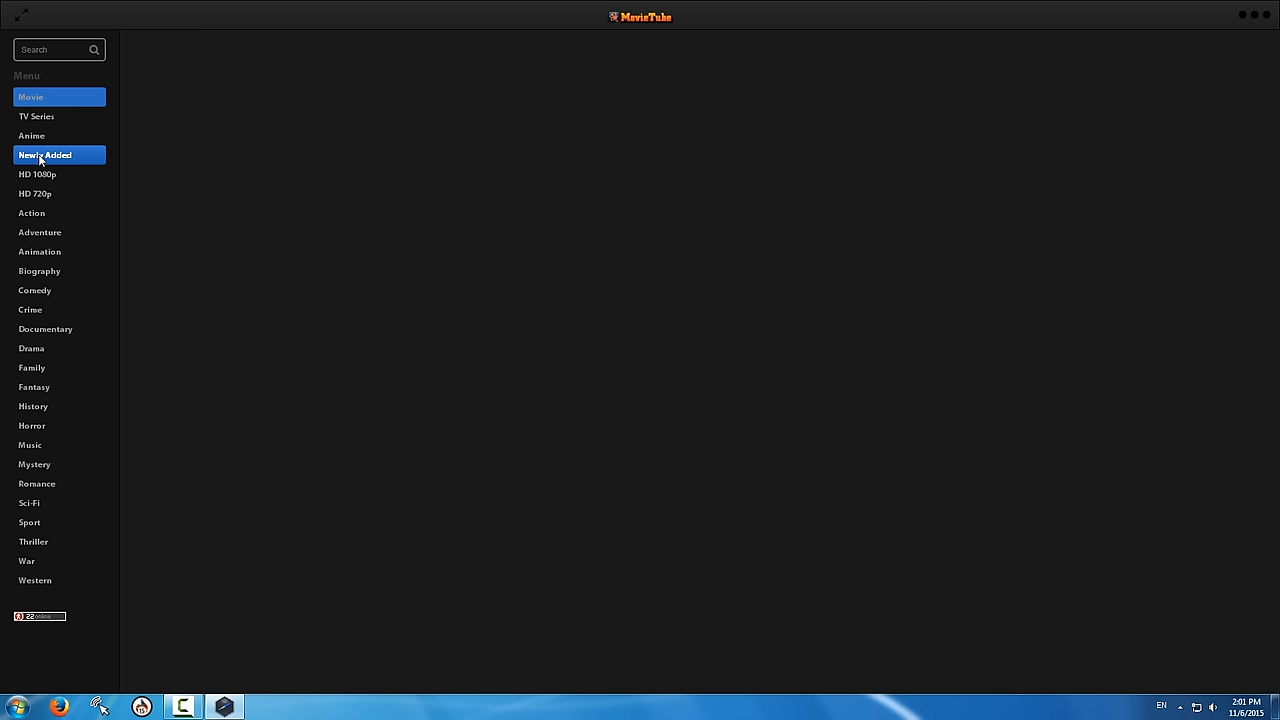 MovieTube
Search
Menu
Movie
TV Series
Anime
Newly Added
HD 1080p
HD 720p
Action
Adventure
Animation
Biography
Comedy
Crime
Documentary
Drama
Family
Fantasy
History
Horror
Music
Mystery
Romance
Sci-Fi
Sport
Thriller
War
Western
22 online
EN
2:01 PM
11/6/2015